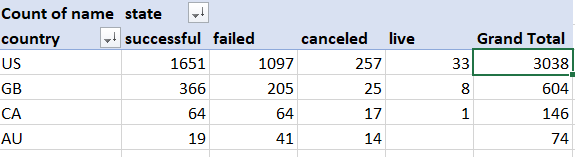 Count of name state
country successful failed canceled live Grand Total
US 1651 1097 257 33 3038
GB 366 205 25 8 604
CA 64 64 17 1 146
AU 19 41 14 74